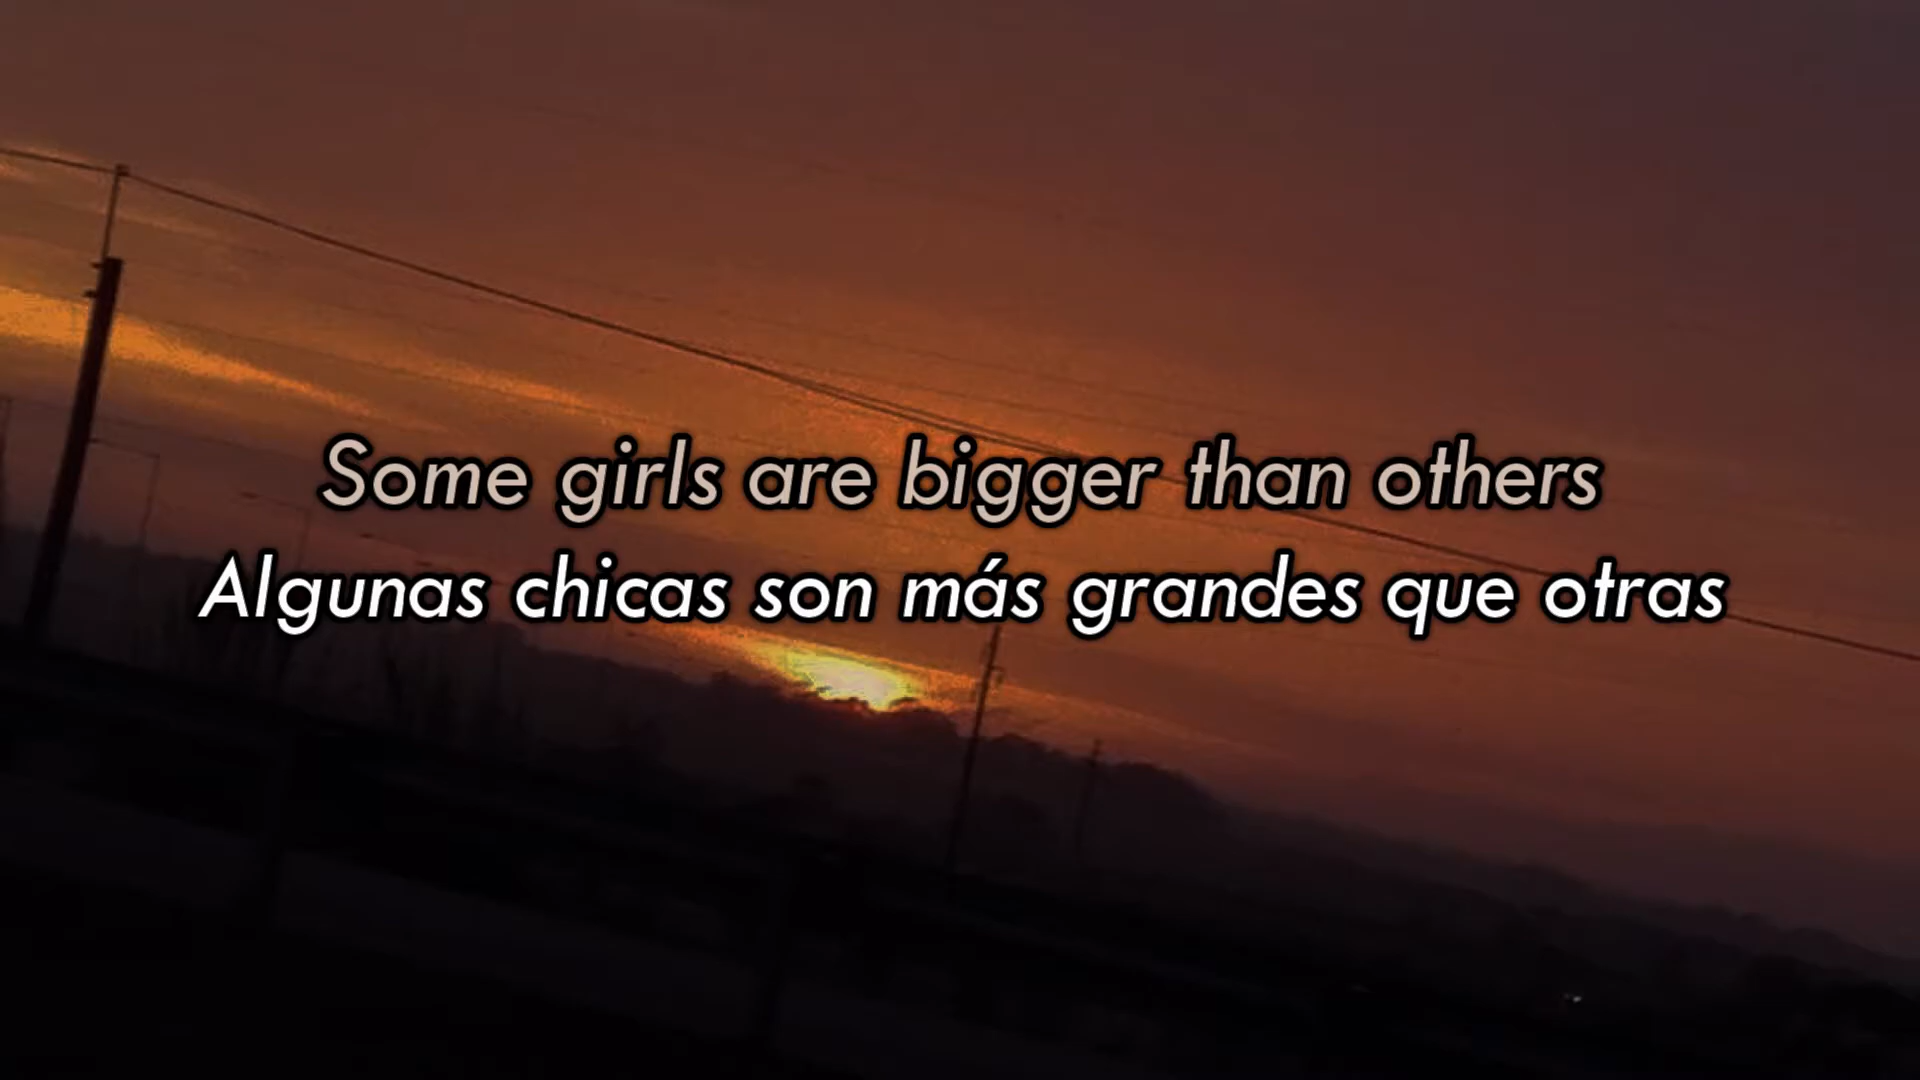 Some girls are bigger than others
Algunas chicas son más grandes que otras